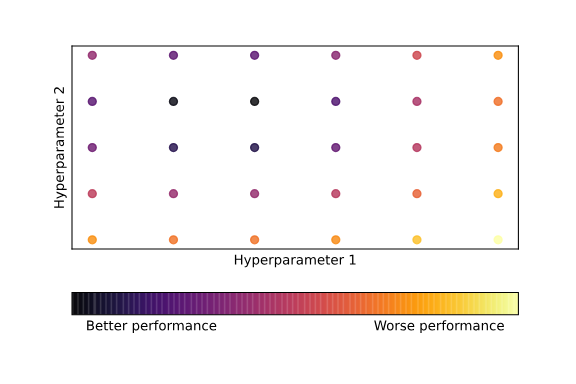 Hyperparameter 2
Hyperparameter 1
Better performance
Worse performance